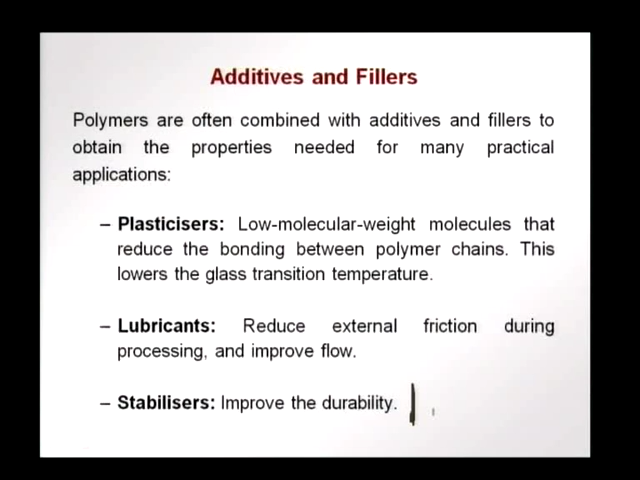 Additives and Fillers
Polymers are often combined with additives and fillers to
obtain the properties needed for many practical
applications:
– Plasticisers: Low-molecular-weight molecules that
reduce the bonding between polymer chains. This
lowers the glass transition temperature.
– Lubricants: Reduce external friction during
processing, and improve flow.
– Stabilisers: Improve the durability.